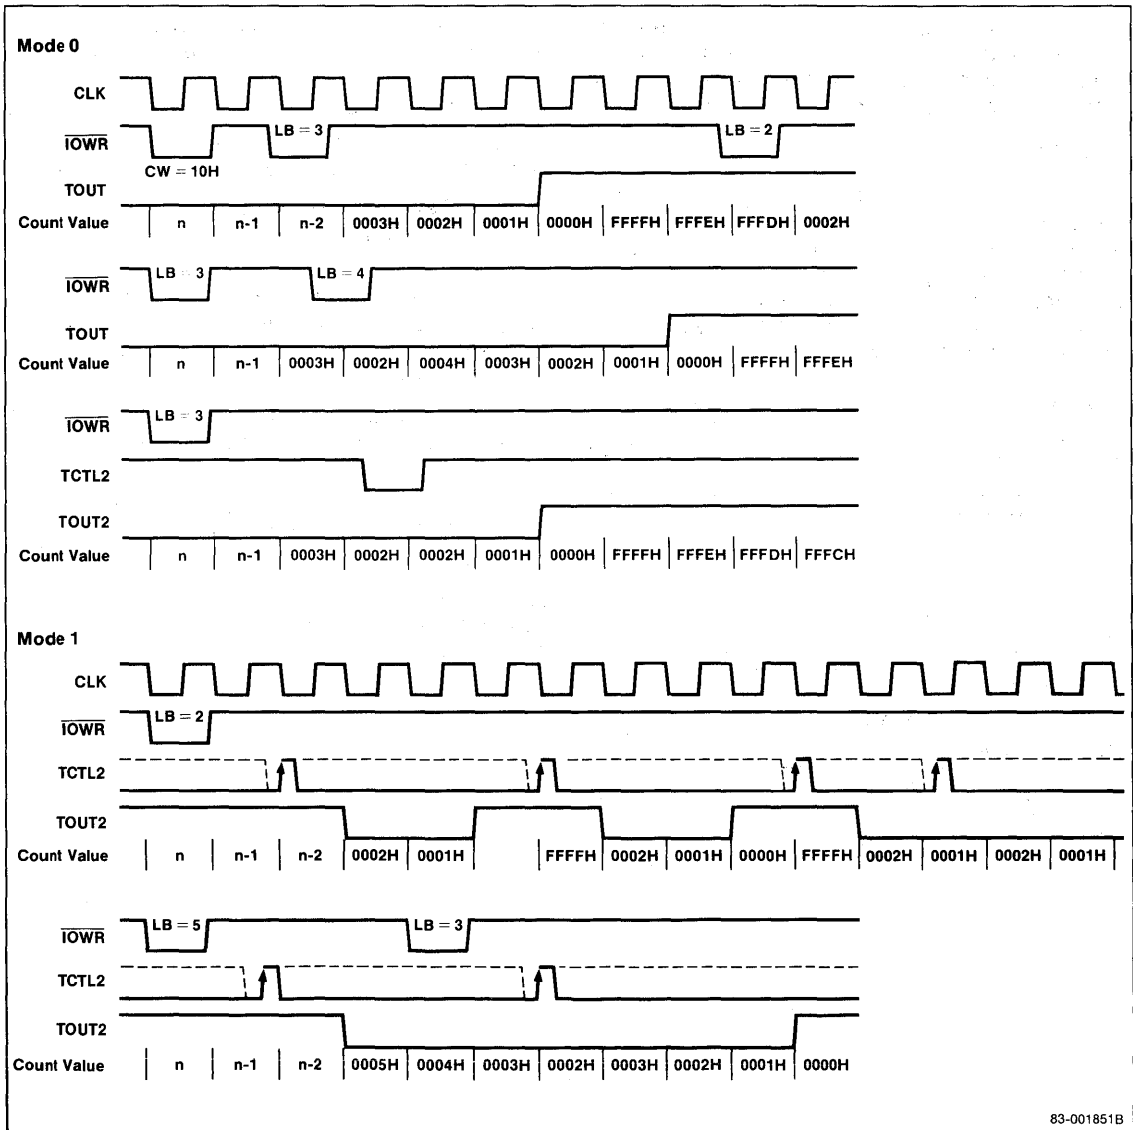 Mode 0
CLK
IOWR LB = 3 LB = 2
CW = 10H
TOUT
Count Value n n-1 n-2 0003H 0002H 0001H 0000H FFFFH FFFEH FFFDH 0002H
IOWR LB = 3 LB = 4
TOUT
Count Value n n-1 0003H 0002H 0004H 0003H 0002H 0001H 0000H FFFFH FFFEH
IOWR LB = 3
TCTL2
TOUT2
Count Value n n-1 0003H 0002H 0002H 0001H 0000H FFFFH FFFEH FFFDH FFFCH
Mode 1
CLK
IOWR LB = 2
TCTL2
TOUT2
Count Value n n-1 n-2 0002H 0001H FFFFH 0002H 0001H 0000H FFFFH 0002H 0001H 0002H 0001H
IOWR LB = 5 LB = 3
TCTL2
TOUT2
Count Value n n-1 n-2 0005H 0004H 0003H 0002H 0003H 0002H 0001H 0000H
83-001851B